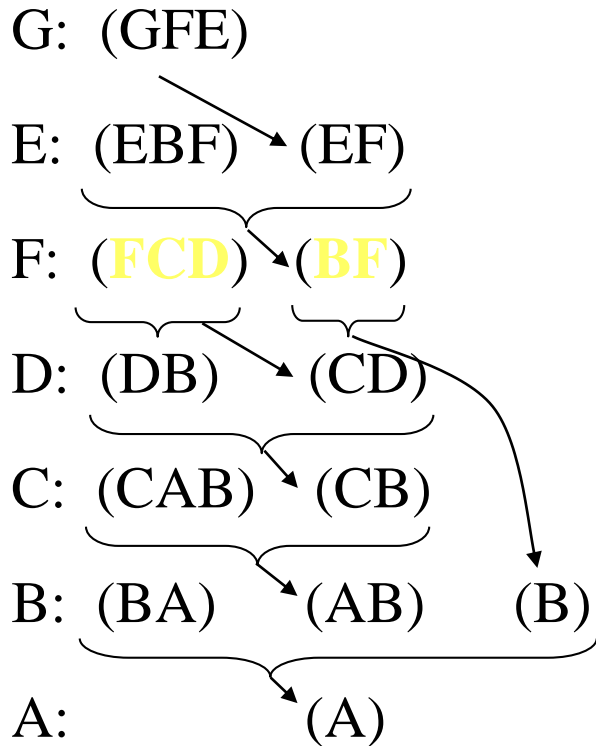 G: (GFE)
E: (EBF) (EF)
F: (FCD) (BF)
D: (DB) (CD)
C: (CAB) (CB)
B: (BA) (AB) (B)
A: (A)